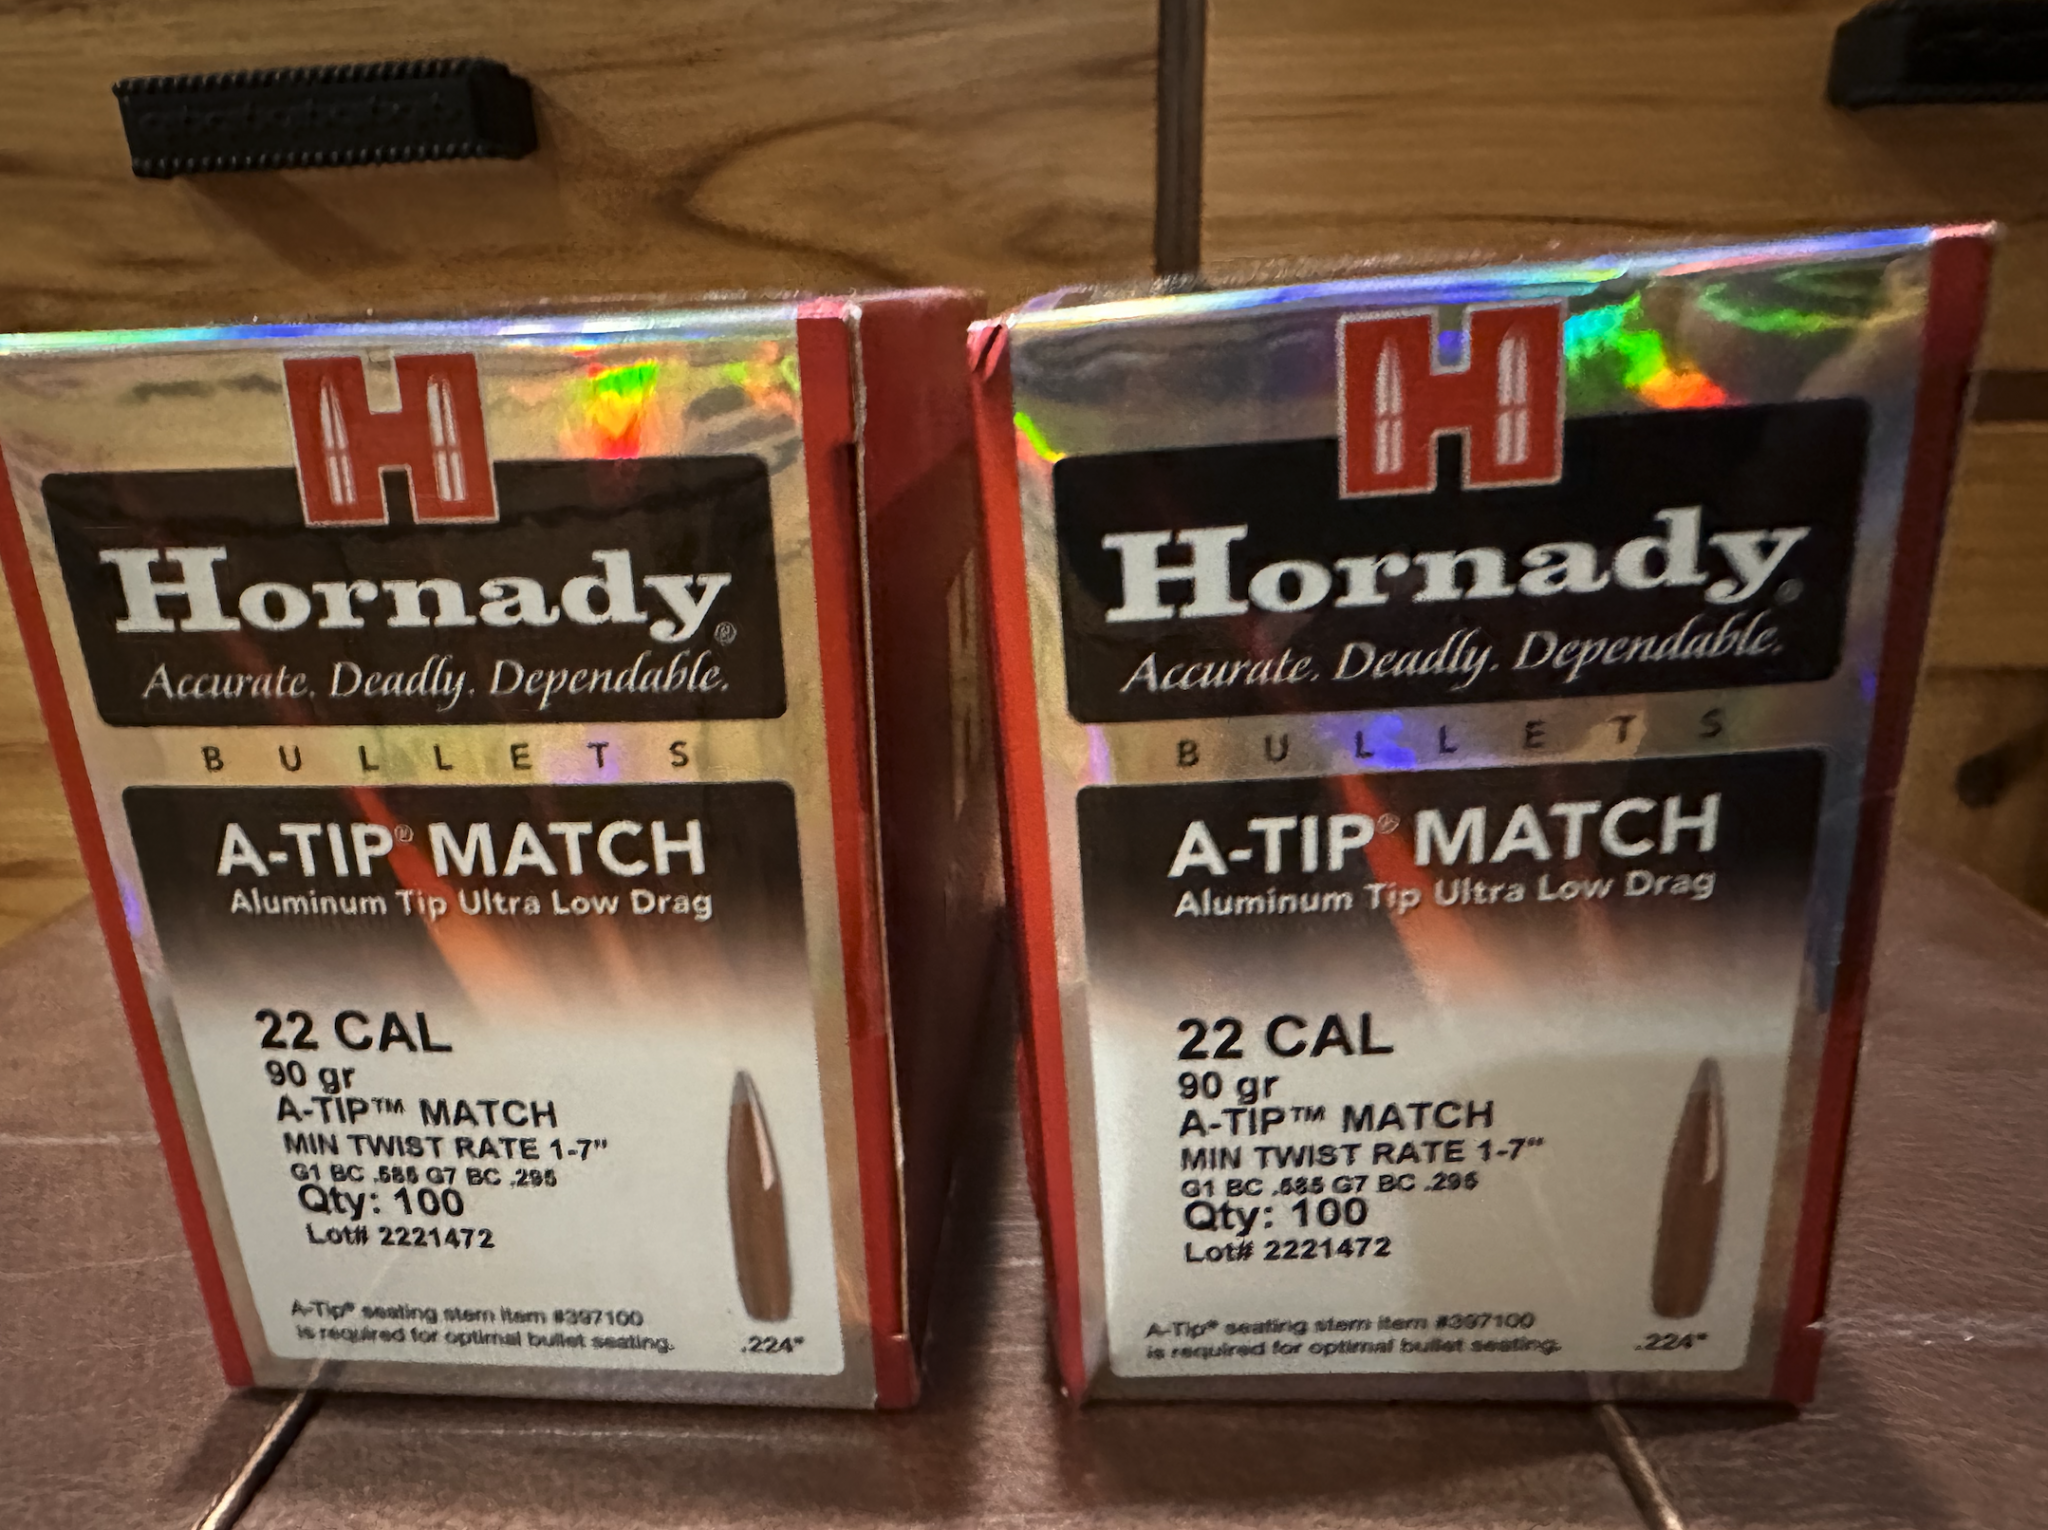 Hornady®
Accurate. Deadly. Dependable.
BULLETS
A-TIP® MATCH
Aluminum Tip Ultra Low Drag
22 CAL
90 gr
A-TIP™ MATCH
MIN TWIST RATE 1-7"
G1 BC .585 G7 BC .295
Qty: 100
Lot# 2221472
A-Tip® seating stem item #397100
is required for optimal bullet seating.
.224"
Hornady®
Accurate. Deadly. Dependable.
BULLETS
A-TIP® MATCH
Aluminum Tip Ultra Low Drag
22 CAL
90 gr
A-TIP™ MATCH
MIN TWIST RATE 1-7"
G1 BC .585 G7 BC .295
Qty: 100
Lot# 2221472
A-Tip® seating stem item #397100
is required for optimal bullet seating.
.224"